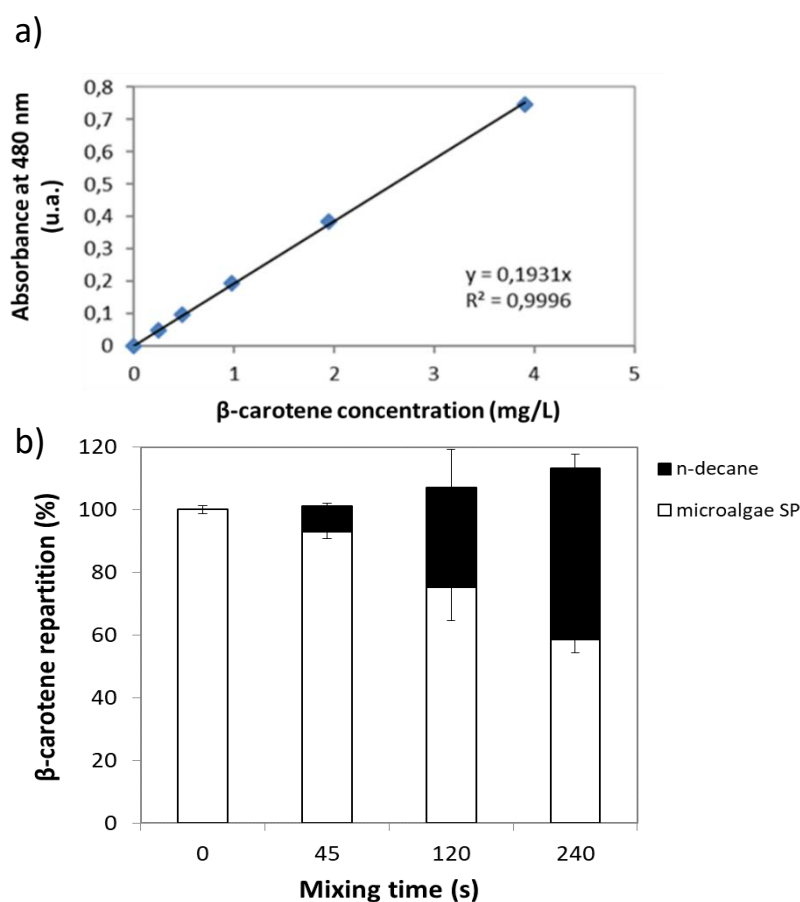 a)
Absorbance at 480 nm
(u.a.)
0,8
0,7
0,6
0,5
0,4
0,3
0,2
0,1
0
y = 0,1931x
R² = 0,9996
0 1 2 3 4 5
β-carotene concentration (mg/L)
b)
β-carotene repartition (%)
120
100
80
60
40
20
0
n-decane
microalgae SP
0 45 120 240
Mixing time (s)